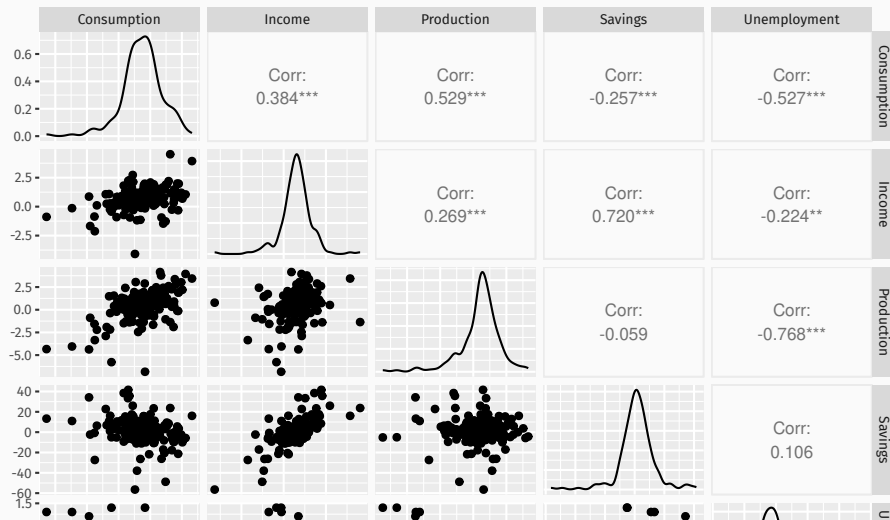 Consumption Income Production Savings Unemployment
0.6
0.4
0.2
0.0
Corr:
0.384***
Corr:
0.529***
Corr:
-0.257***
Corr:
-0.527***
Consumption
2.5
0.0
-2.5
Corr:
0.269***
Corr:
0.720***
Corr:
-0.224**
Income
2.5
0.0
-2.5
-5.0
Corr:
-0.059
Corr:
-0.768***
Production
40
20
0
-20
-40
-60
Corr:
0.106
Savings
1.5